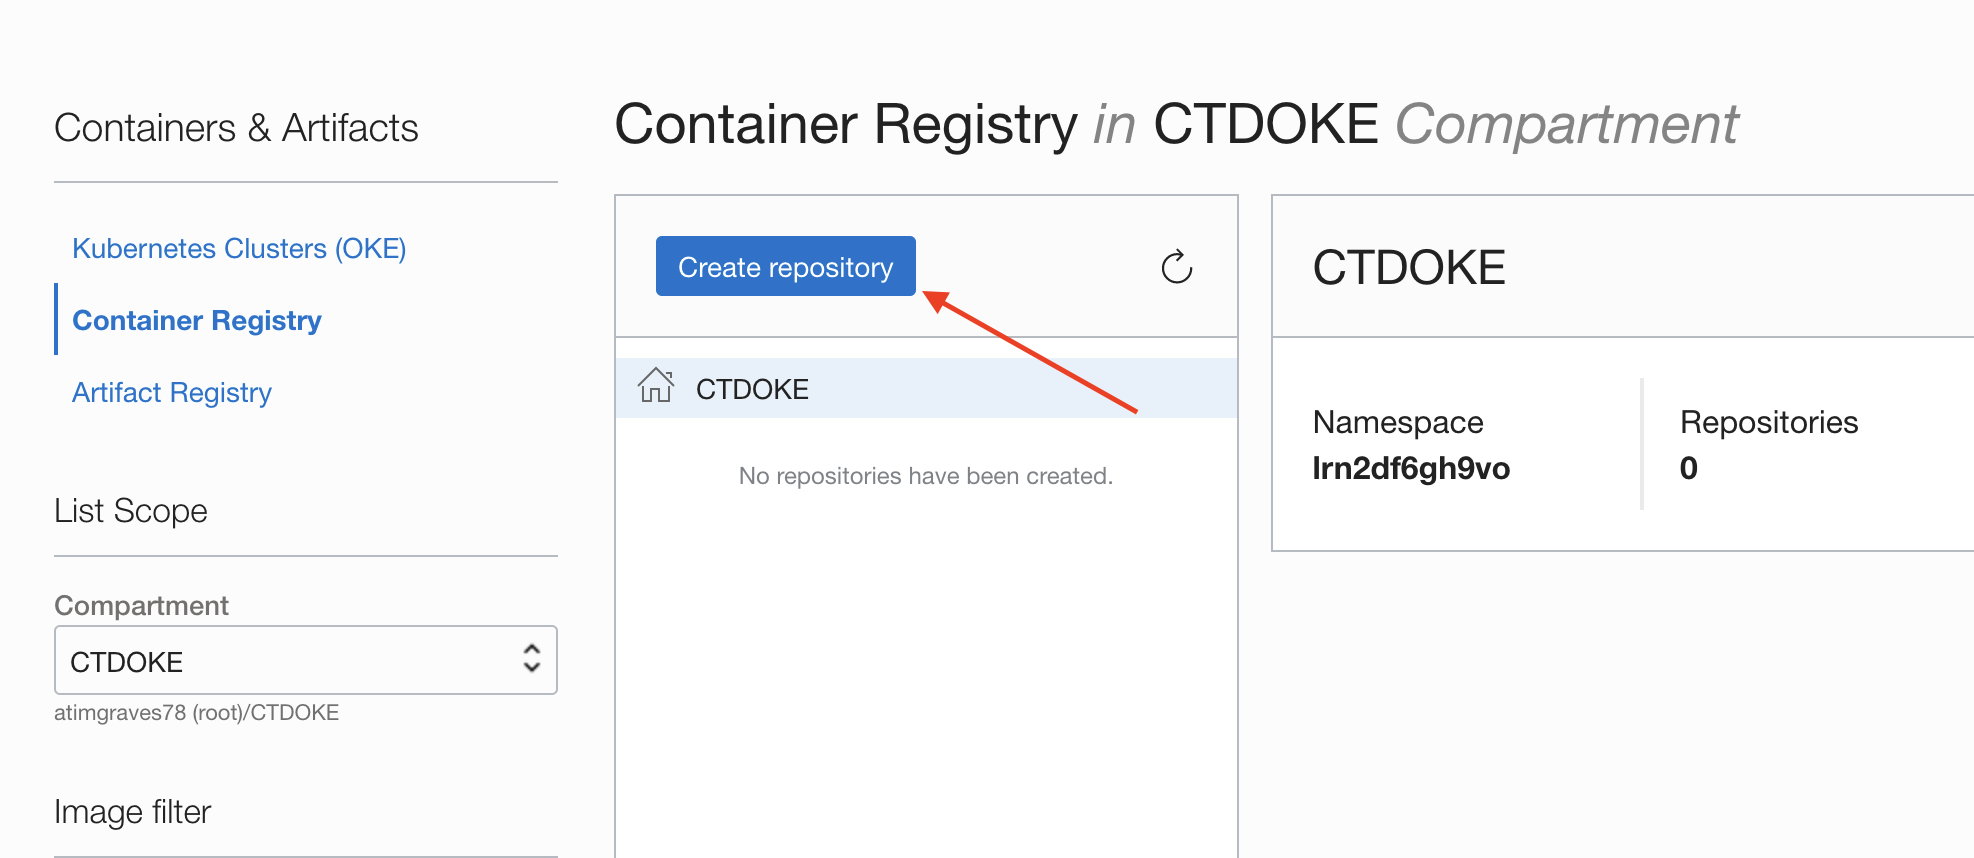 Containers & Artifacts
Kubernetes Clusters (OKE)
Container Registry
Artifact Registry
List Scope
Compartment
CTDOKE
atimgraves78 (root)/CTDOKE
Image filter
Container Registry in CTDOKE Compartment
Create repository
CTDOKE
No repositories have been created.
CTDOKE
Namespace
lrn2df6gh9vo
Repositories
0